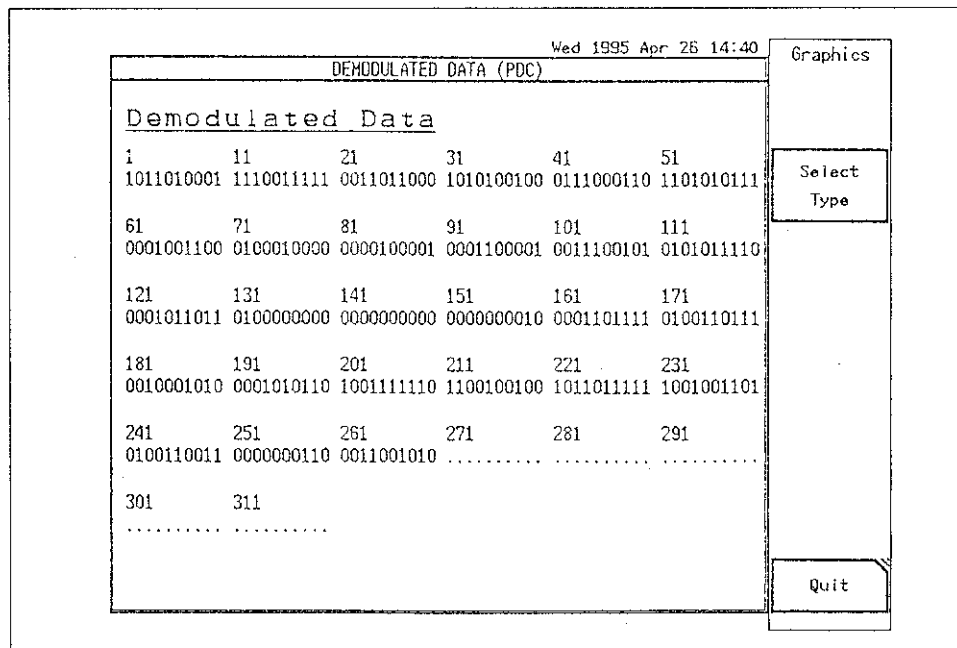 Wed 1995 Apr 26 14:40
DEMODULATED DATA (PDC)
Demodulated Data
1 11 21 31 41 51
1011010001 1110011111 0011011000 1010100100 0111000110 1101010111
61 71 81 91 101 111
0001001100 0100010000 0000100001 0001100001 0011100101 0101011110
121 131 141 151 161 171
0001011011 0100000000 0000000000 0000000010 0001101111 0100110111
181 191 201 211 221 231
0010001010 0001010110 1001111110 1100100100 1011011111 1001001101
241 251 261 271 281 291
0100110011 0000000110 0011001010 .......... .......... ..........
301 311
.......... ..........
Graphics
Select
Type
Quit